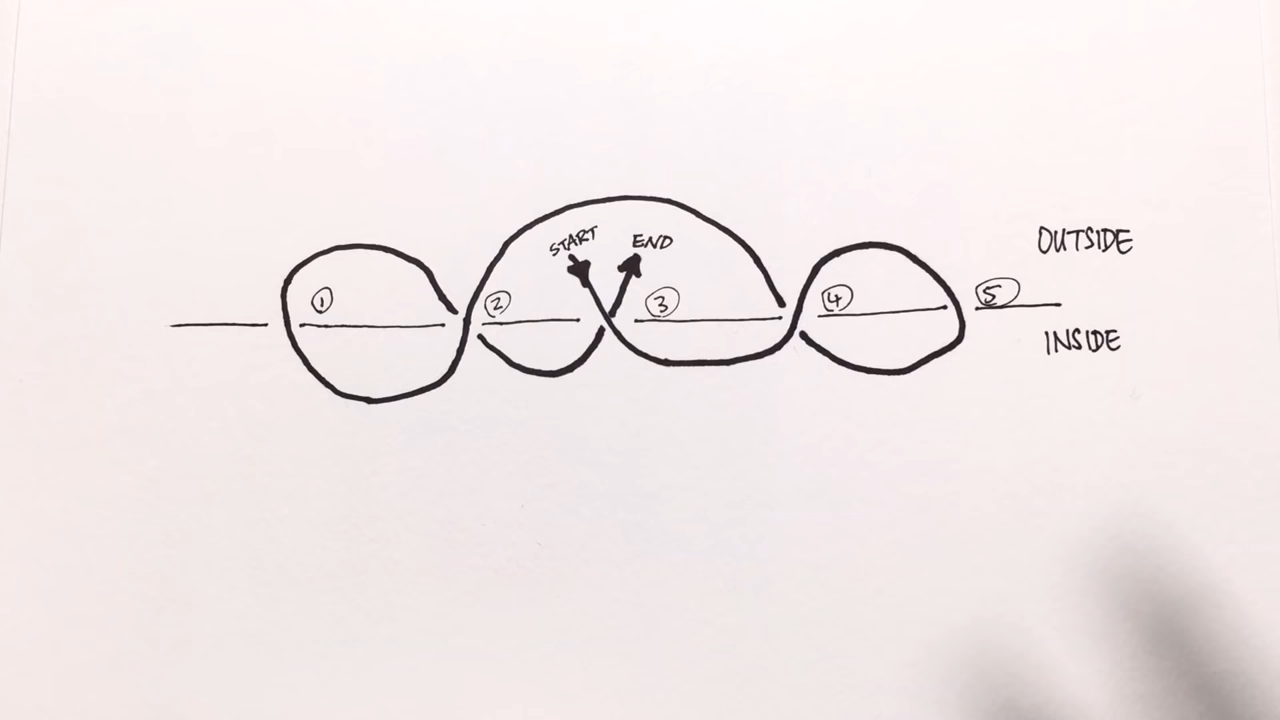 START END
① ② ③ ④ ⑤
OUTSIDE
INSIDE